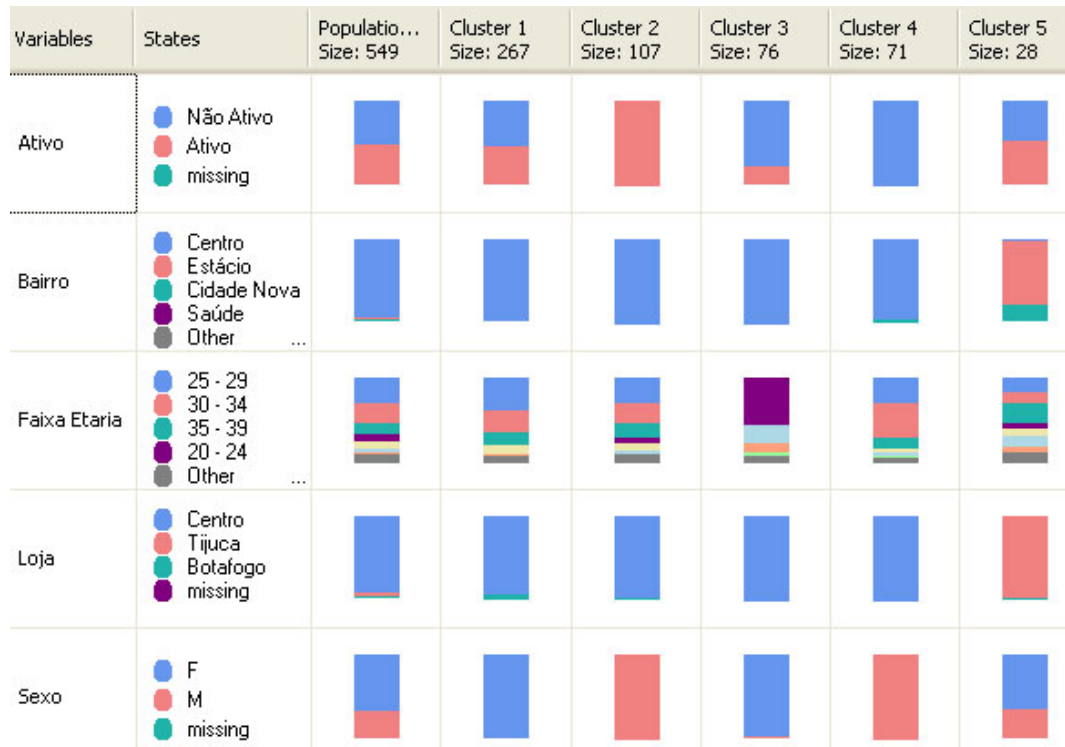 Variables States Populatio... Cluster 1 Cluster 2 Cluster 3 Cluster 4 Cluster 5
Size: 549 Size: 267 Size: 107 Size: 76 Size: 71 Size: 28
Ativo
Não Ativo
Ativo
missing
Bairro
Centro
Estácio
Cidade Nova
Saúde
Other ...
Faixa Etaria
25 - 29
30 - 34
35 - 39
20 - 24
Other ...
Loja
Centro
Tijuca
Botafogo
missing
Sexo
F
M
missing